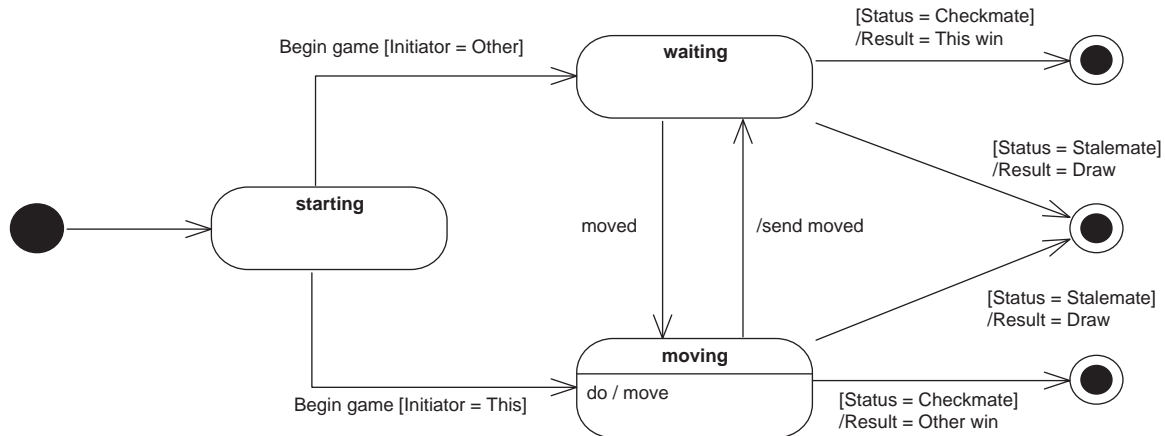 [Status = Checkmate]
/Result = This win
Begin game [Initiator = Other]
waiting
[Status = Stalemate]
/Result = Draw
starting
moved
/send moved
[Status = Stalemate]
/Result = Draw
moving
do / move
Begin game [Initiator = This]
[Status = Checkmate]
/Result = Other win